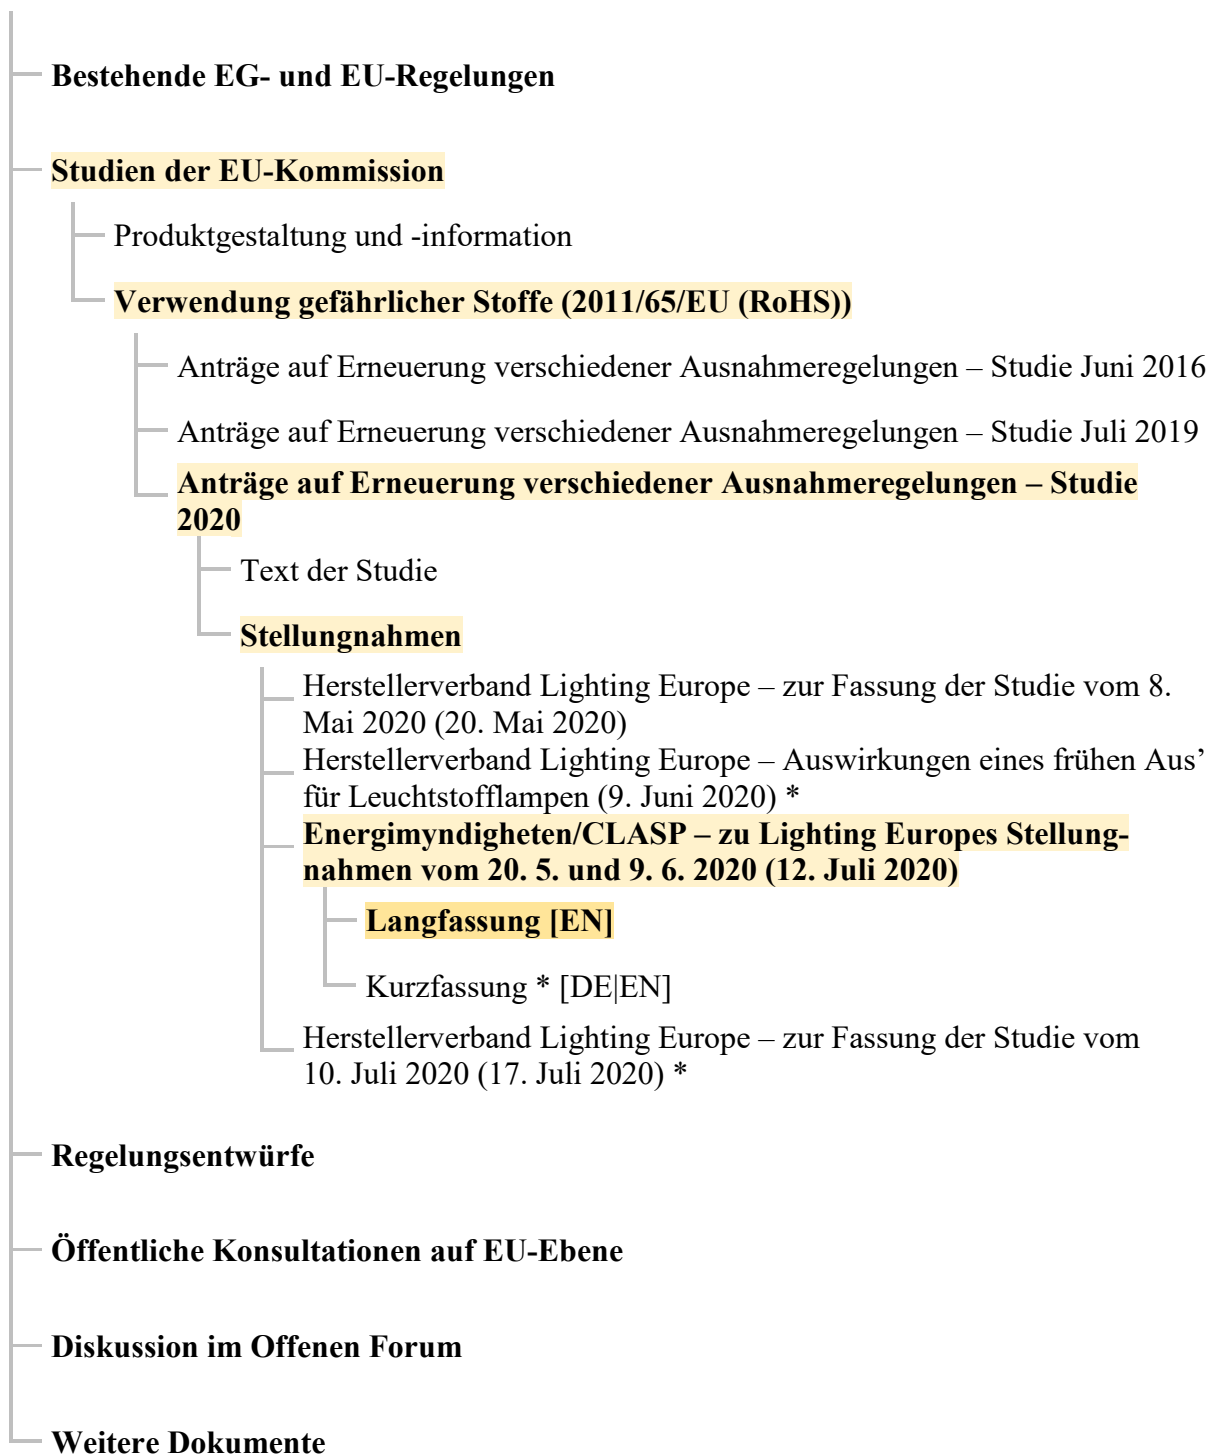 Bestehende EG- und EU-Regelungen
Studien der EU-Kommission
Produktgestaltung und -information
Verwendung gefährlicher Stoffe (2011/65/EU (RoHS))
Anträge auf Erneuerung verschiedener Ausnahmeregelungen – Studie Juni 2016
Anträge auf Erneuerung verschiedener Ausnahmeregelungen – Studie Juli 2019
Anträge auf Erneuerung verschiedener Ausnahmeregelungen – Studie
2020
Text der Studie
Stellungnahmen
Herstellerverband Lighting Europe – zur Fassung der Studie vom 8.
Mai 2020 (20. Mai 2020)
Herstellerverband Lighting Europe – Auswirkungen eines frühen Aus’
für Leuchtstofflampen (9. Juni 2020) *
Energimyndigheten/CLASP – zu Lighting Europes Stellung-
nahmen vom 20. 5. und 9. 6. 2020 (12. Juli 2020)
Langfassung [EN]
Kurzfassung * [DE|EN]
Herstellerverband Lighting Europe – zur Fassung der Studie vom
10. Juli 2020 (17. Juli 2020) *
Regelungsentwürfe
Öffentliche Konsultationen auf EU-Ebene
Diskussion im Offenen Forum
Weitere Dokumente